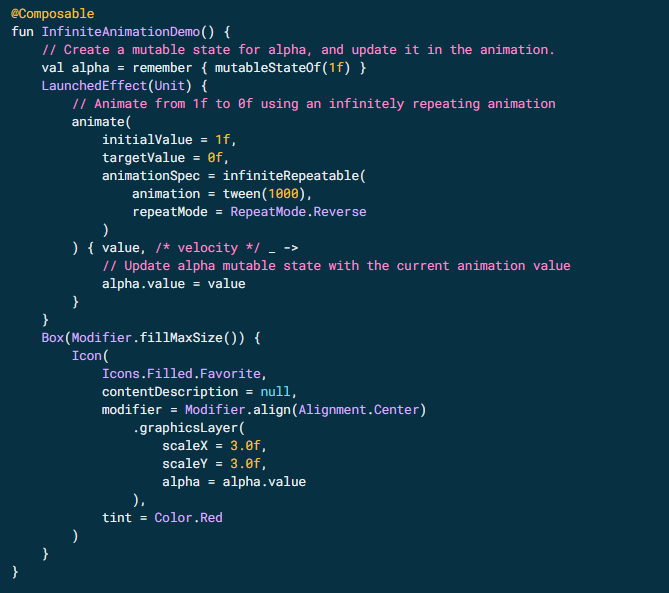 @Composable
fun InfiniteAnimationDemo() {
    // Create a mutable state for alpha, and update it in the animation.
    val alpha = remember { mutableStateOf(1f) }
    LaunchedEffect(Unit) {
        // Animate from 1f to 0f using an infinitely repeating animation
        animate(
            initialValue = 1f,
            targetValue = 0f,
            animationSpec = infiniteRepeatable(
                animation = tween(1000),
                repeatMode = RepeatMode.Reverse
            )
        ) { value, /* velocity */ _ ->
            // Update alpha mutable state with the current animation value
            alpha.value = value
        }
    }
    Box(Modifier.fillMaxSize()) {
        Icon(
            Icons.Filled.Favorite,
            contentDescription = null,
            modifier = Modifier.align(Alignment.Center)
                .graphicsLayer(
                    scaleX = 3.0f,
                    scaleY = 3.0f,
                    alpha = alpha.value
                ),
            tint = Color.Red
        )
    }
}